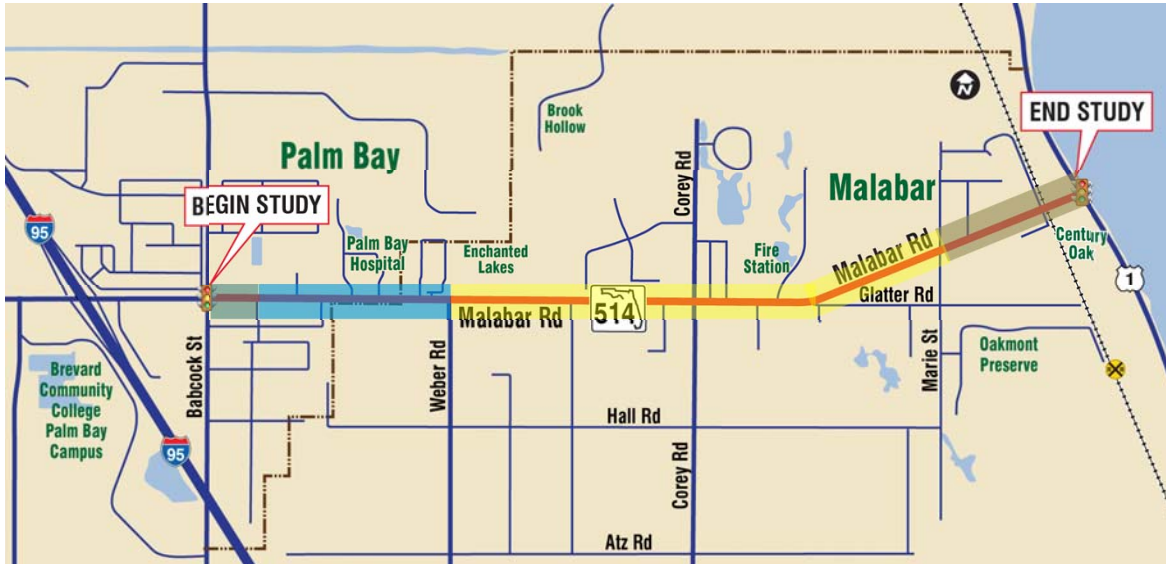 N
Brook
Hollow
END STUDY
Palm Bay
Corey Rd
Malabar
BEGIN STUDY
95
Palm Bay
Hospital
Enchanted
Lakes
Fire
Station
Malabar Rd
Century
Oak
1
Glatter Rd
Malabar Rd
514
Babcock St
Weber Rd
Marie St
Oakmont
Preserve
Brevard
Community
College
Palm Bay
Campus
Hall Rd
95
Corey Rd
Atz Rd